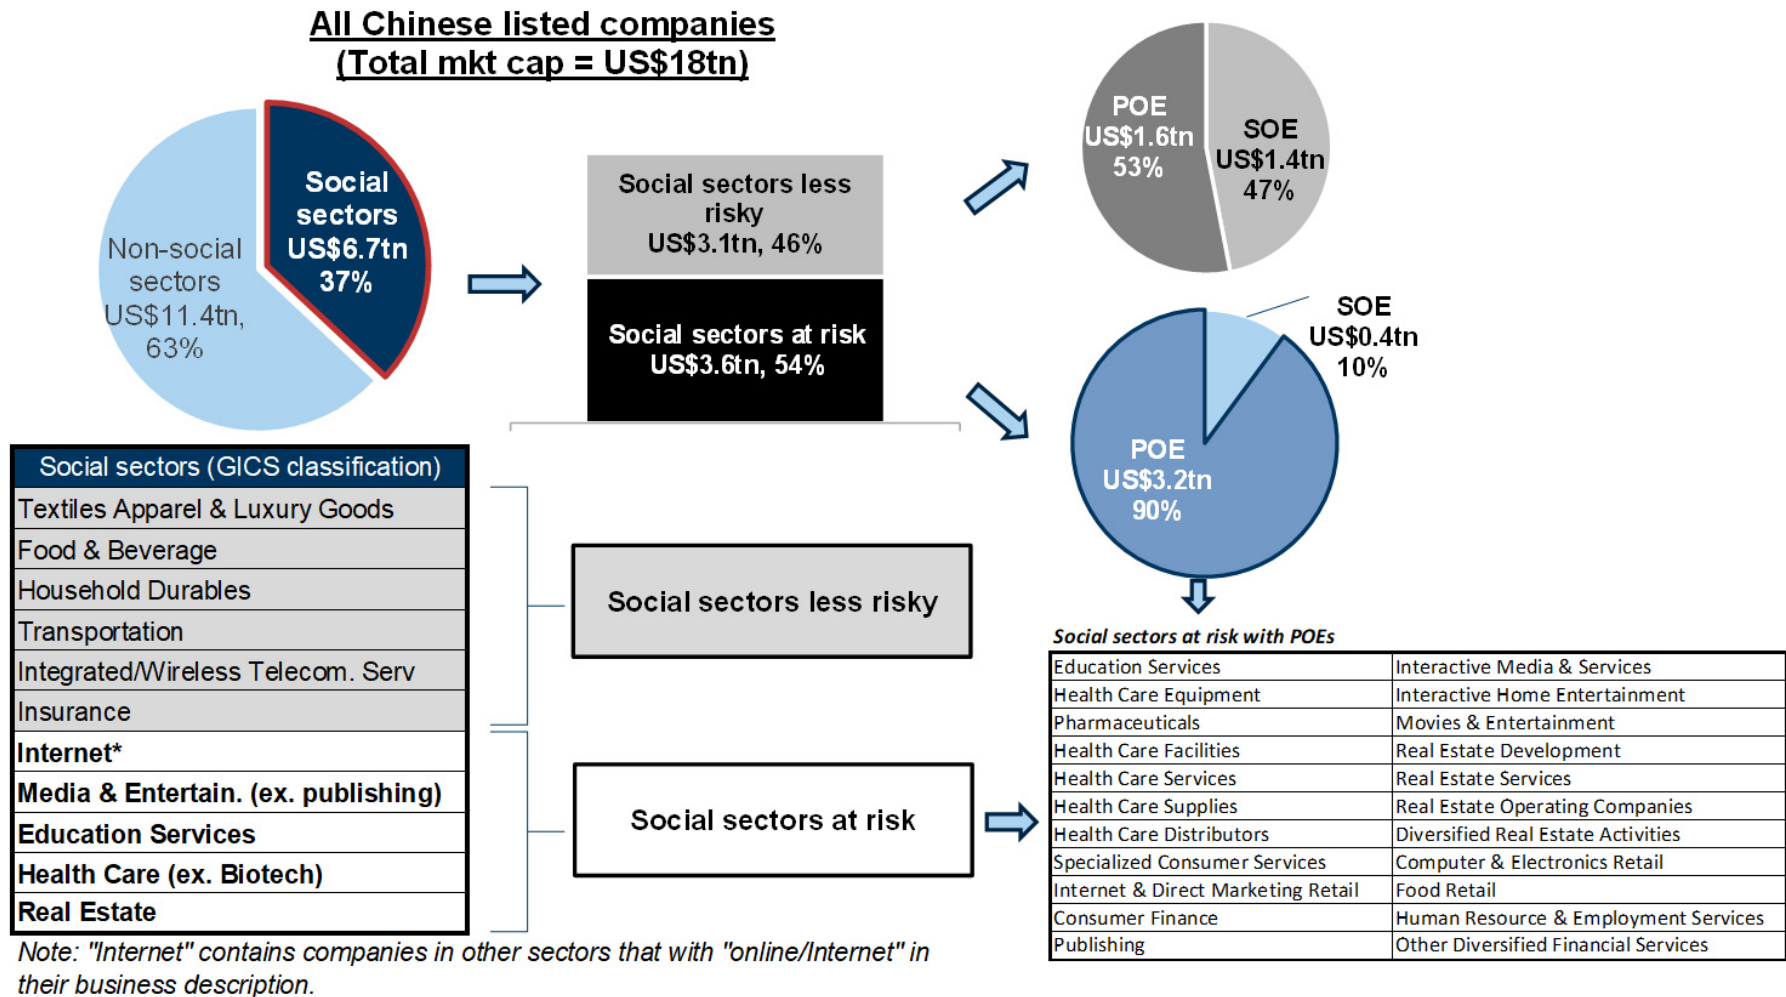 All Chinese listed companies
(Total mkt cap = US$18tn)
Non-social
sectors
US$11.4tn,
63%
Social
sectors
US$6.7tn
37%
Social sectors less
risky
US$3.1tn, 46%
Social sectors at risk
US$3.6tn, 54%
POE
US$1.6tn
53%
SOE
US$1.4tn
47%
SOE
US$0.4tn
10%
POE
US$3.2tn
90%
Social sectors (GICS classification)
Textiles Apparel & Luxury Goods
Food & Beverage
Household Durables
Transportation
Integrated/Wireless Telecom. Serv
Insurance
Internet*
Media & Entertain. (ex. publishing)
Education Services
Health Care (ex. Biotech)
Real Estate
Social sectors less risky
Social sectors at risk
Social sectors at risk with POEs
Education Services Interactive Media & Services
Health Care Equipment Interactive Home Entertainment
Pharmaceuticals Movies & Entertainment
Health Care Facilities Real Estate Development
Health Care Services Real Estate Services
Health Care Supplies Real Estate Operating Companies
Health Care Distributors Diversified Real Estate Activities
Specialized Consumer Services Computer & Electronics Retail
Internet & Direct Marketing Retail Food Retail
Consumer Finance Human Resource & Employment Services
Publishing Other Diversified Financial Services
Note: "Internet" contains companies in other sectors that with "online/Internet" in
their business description.